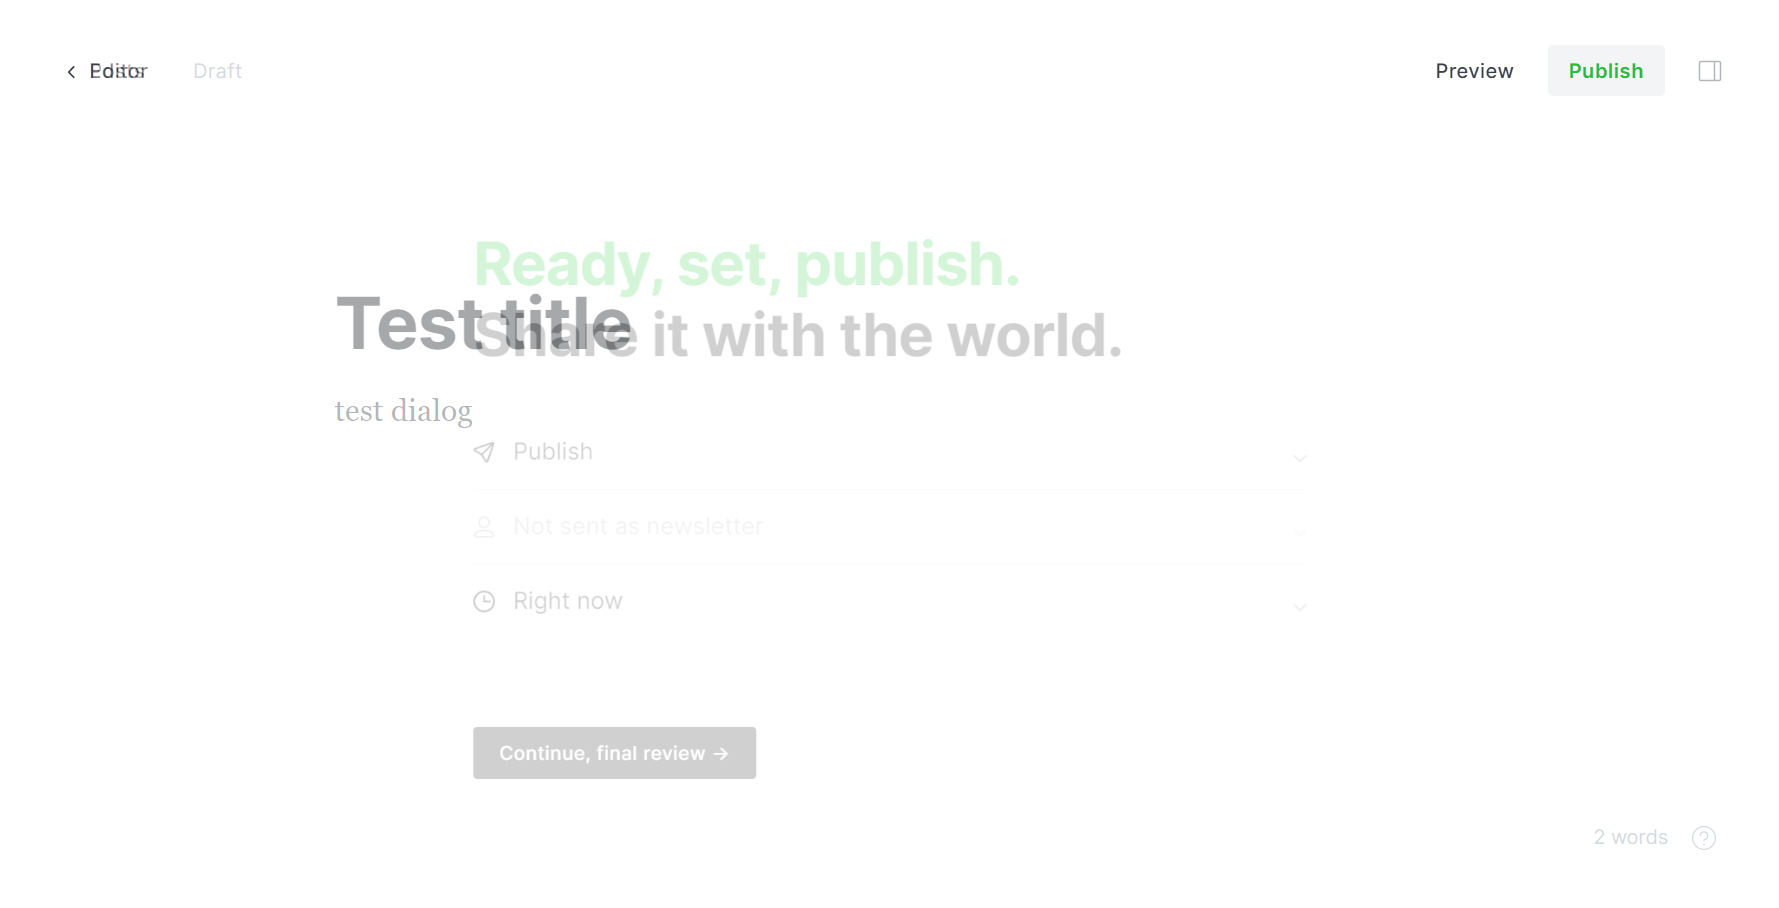 Editor
Posts
Draft
Preview
Publish
Ready, set, publish.
Share it with the world.
Test title
test dialog
Publish
Not sent as newsletter
Right now
Continue, final review →
2 words
?